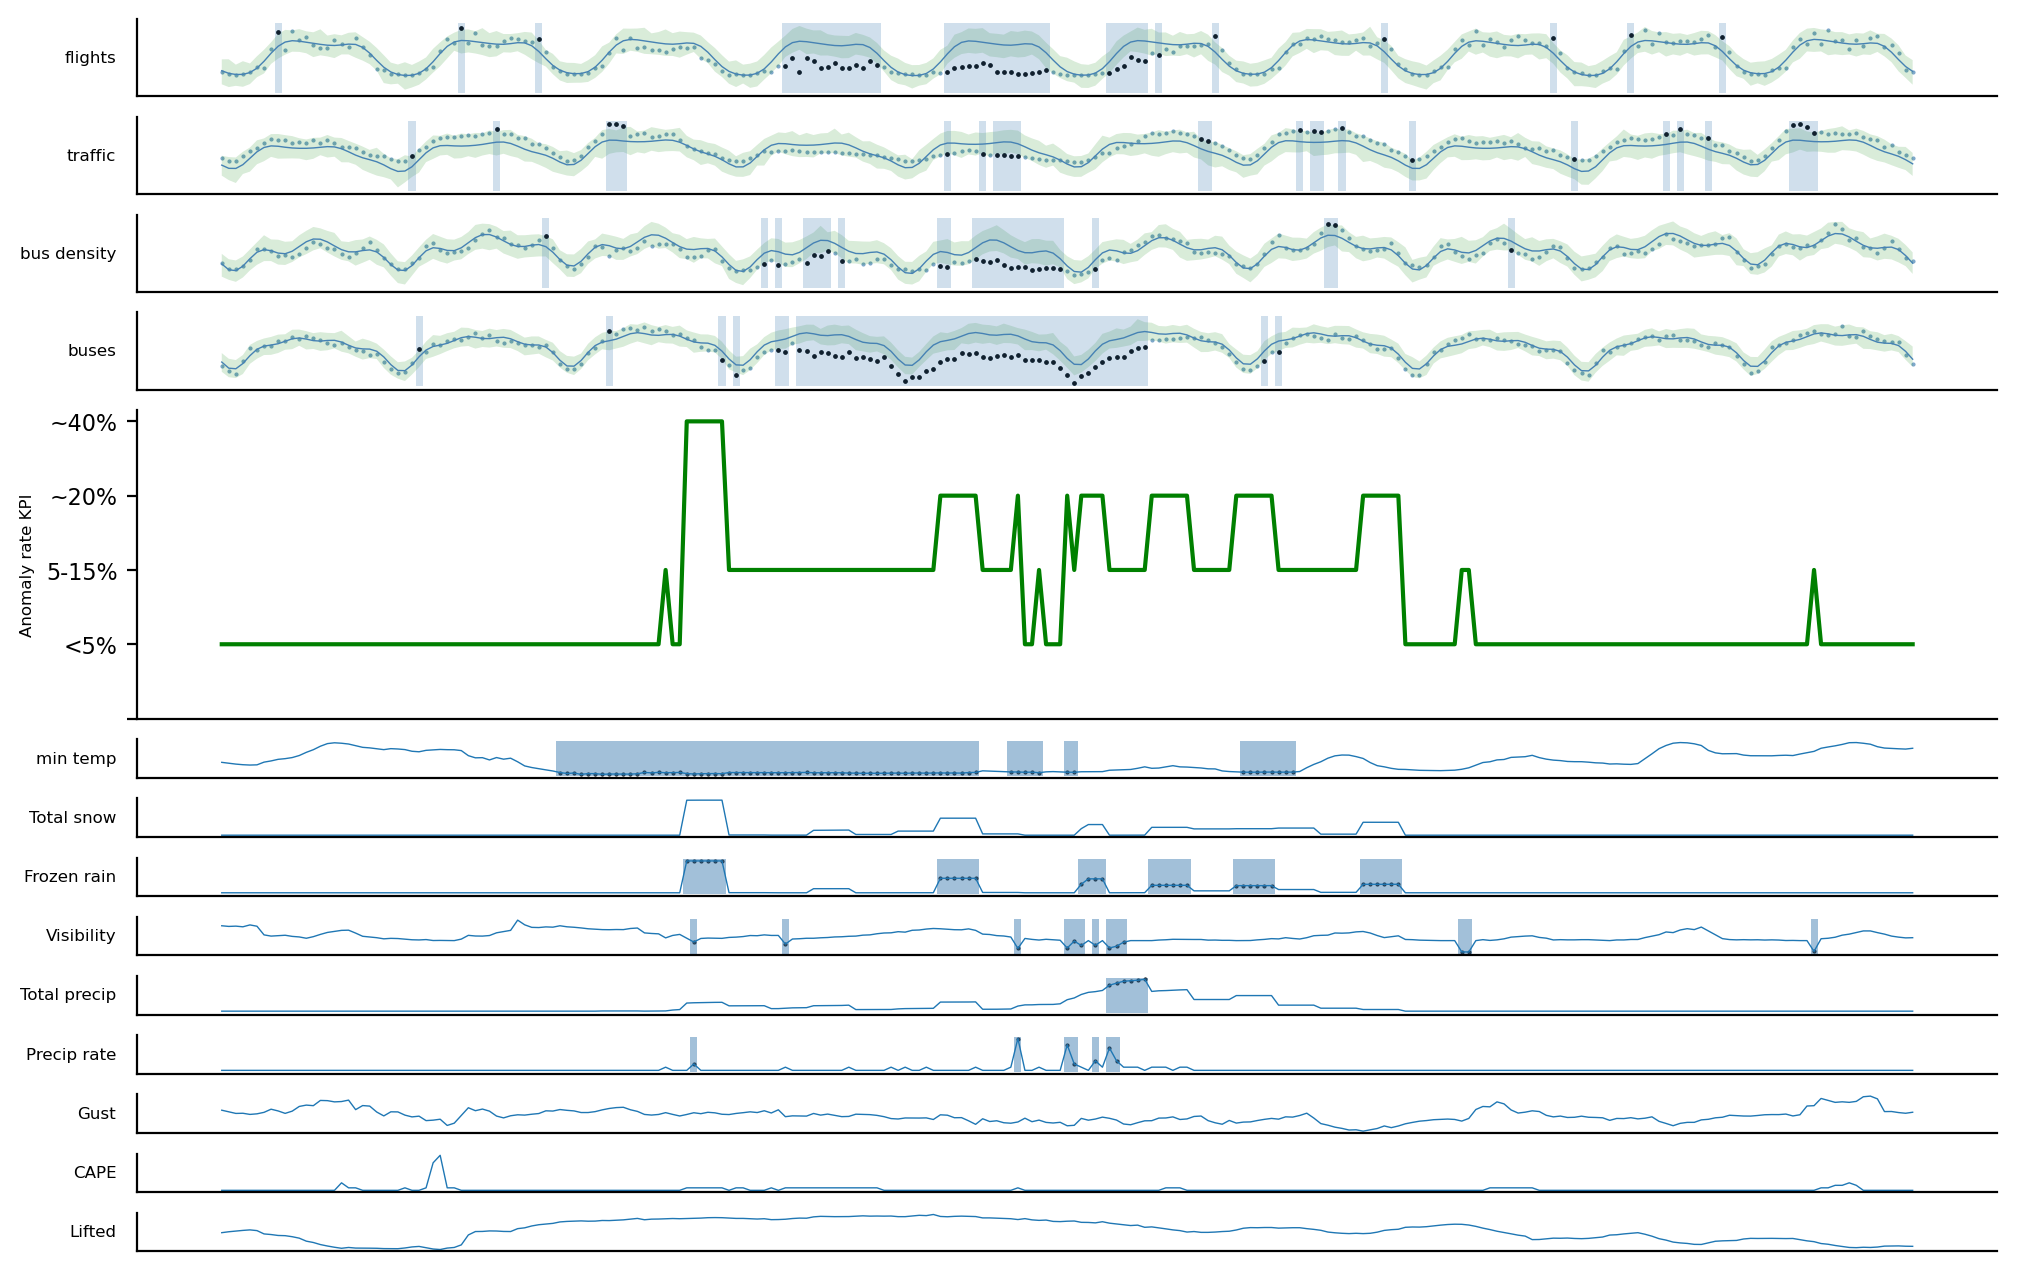 flights
traffic
bus density
buses
~40%
~20%
5-15%
<5%
Anomaly rate KPI
min temp
Total snow
Frozen rain
Visibility
Total precip
Precip rate
Gust
CAPE
Lifted